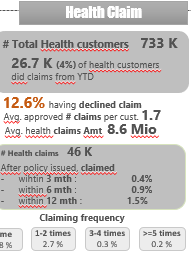 Health Claim
# Total Health customers 733 K
26.7 K (4%) of health customers
did claims from YTD
12.6% having declined claim
Avg. approved # claims per cust. 1.7
Avg. health claims Amt 8.6 Mio
# Health claims 46 K
After policy issued, claimed
- within 3 mth : 0.4%
- wathin 6 mth : 0.9%
- within 12 mth : 1.5%
Claiming frequency
me 1-2 times 3-4 times >=5 times
8 % 2.7 % 0.3 % 0.2 %